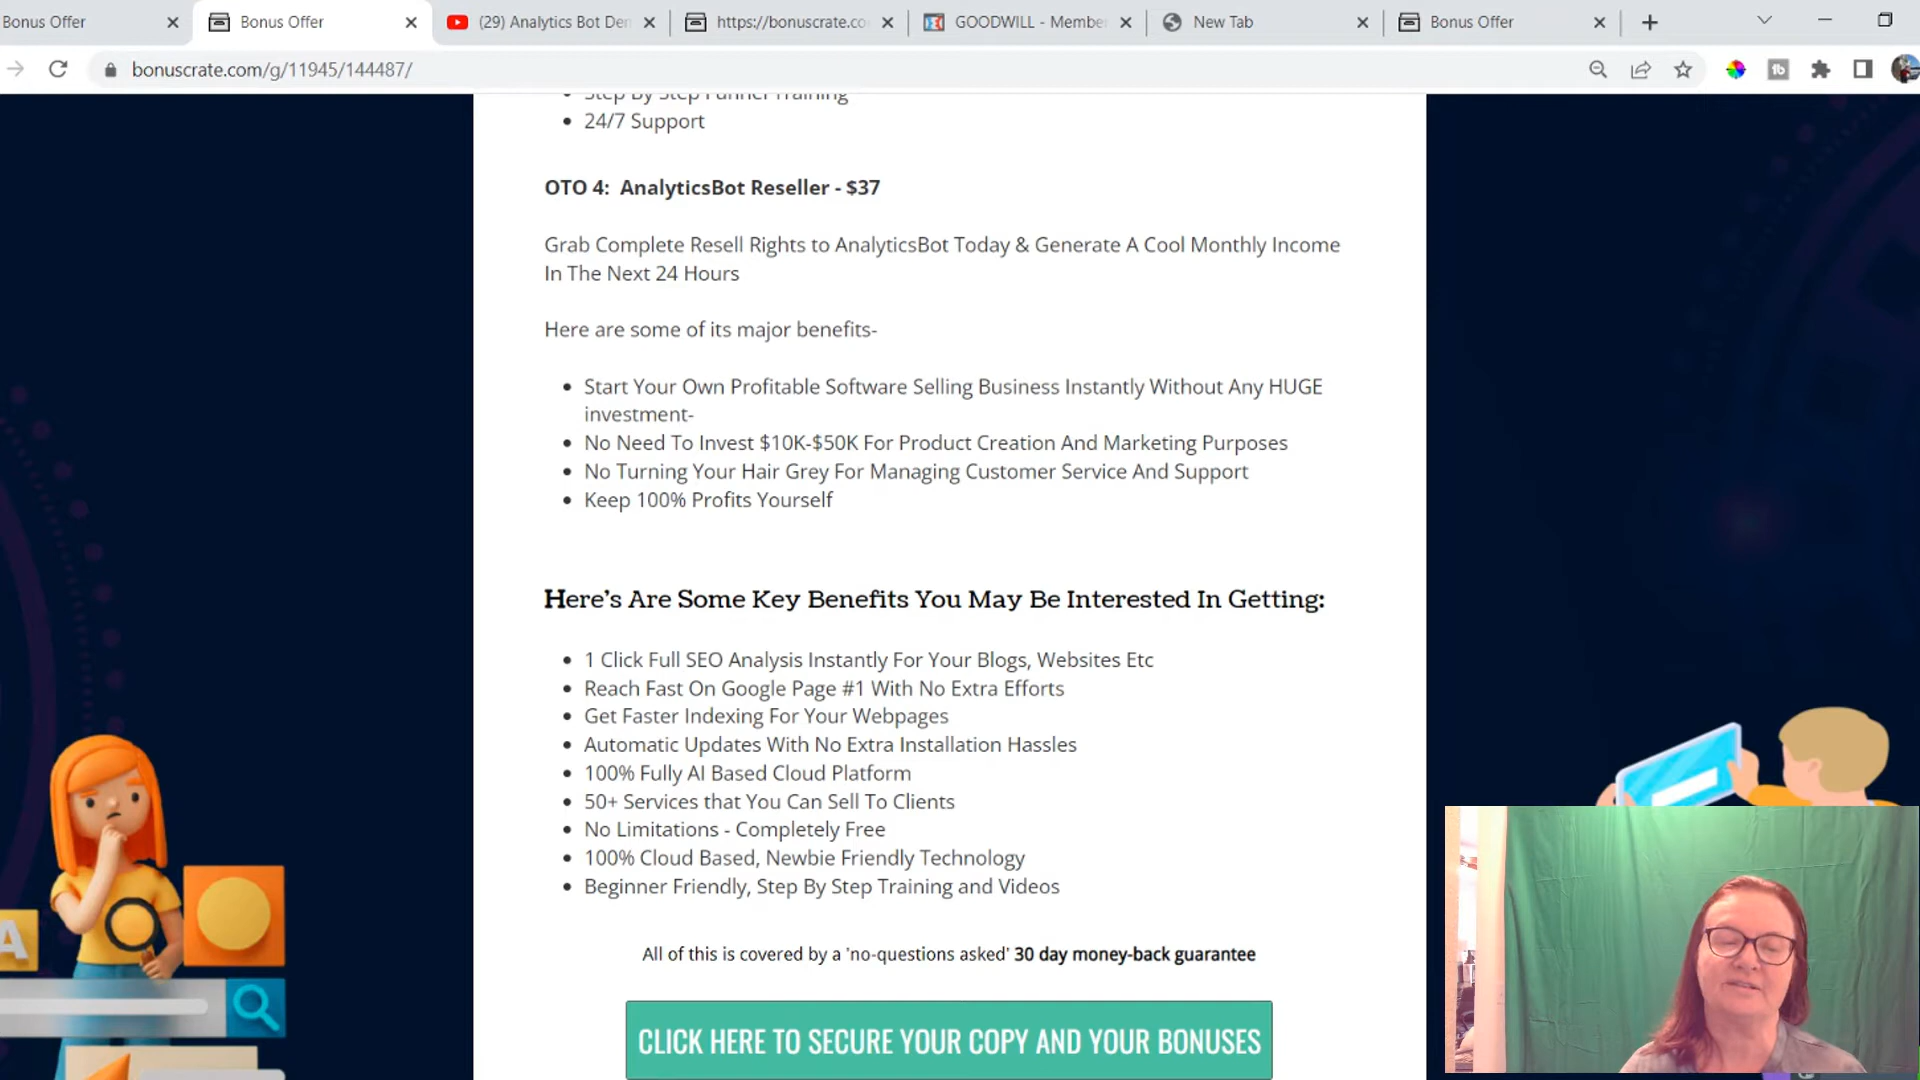 Bonus Offer
Bonus Offer
(29) Analytics Bot Den
https://bonuscrate.co
GOODWILL - Membe
New Tab
Bonus Offer
bonuscrate.com/g/11945/144487/
Step By Step Funnel Training
24/7 Support
OTO 4: AnalyticsBot Reseller - $37
Grab Complete Resell Rights to AnalyticsBot Today & Generate A Cool Monthly Income
In The Next 24 Hours
Here are some of its major benefits-
Start Your Own Profitable Software Selling Business Instantly Without Any HUGE
investment-
No Need To Invest $10K-$50K For Product Creation And Marketing Purposes
No Turning Your Hair Grey For Managing Customer Service And Support
Keep 100% Profits Yourself
Here's Are Some Key Benefits You May Be Interested In Getting:
1 Click Full SEO Analysis Instantly For Your Blogs, Websites Etc
Reach Fast On Google Page #1 With No Extra Efforts
Get Faster Indexing For Your Webpages
Automatic Updates With No Extra Installation Hassles
100% Fully AI Based Cloud Platform
50+ Services that You Can Sell To Clients
No Limitations - Completely Free
100% Cloud Based, Newbie Friendly Technology
Beginner Friendly, Step By Step Training and Videos
A
All of this is covered by a 'no-questions asked' 30 day money-back guarantee
CLICK HERE TO SECURE YOUR COPY AND YOUR BONUSES